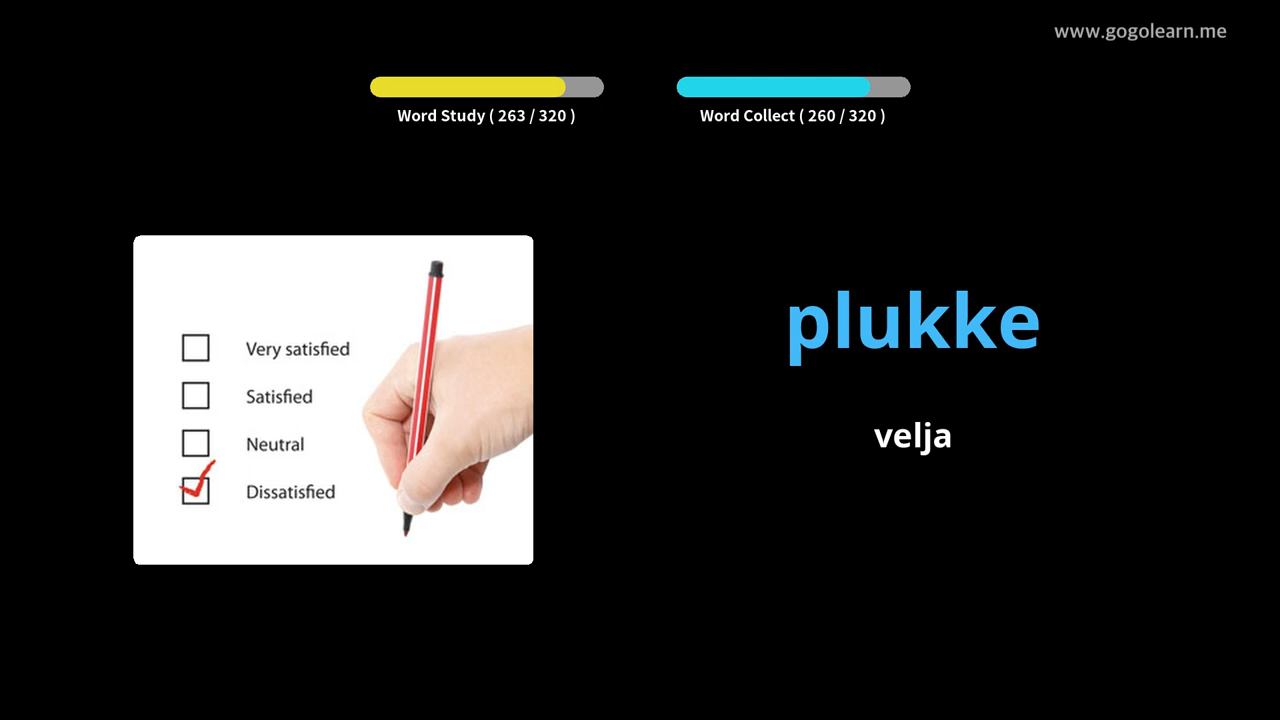 www.gogolearn.me
Word Study ( 263 / 320 )
Word Collect ( 260 / 320 )
Very satisfied
Satisfied
Neutral
Dissatisfied
plukke
velja